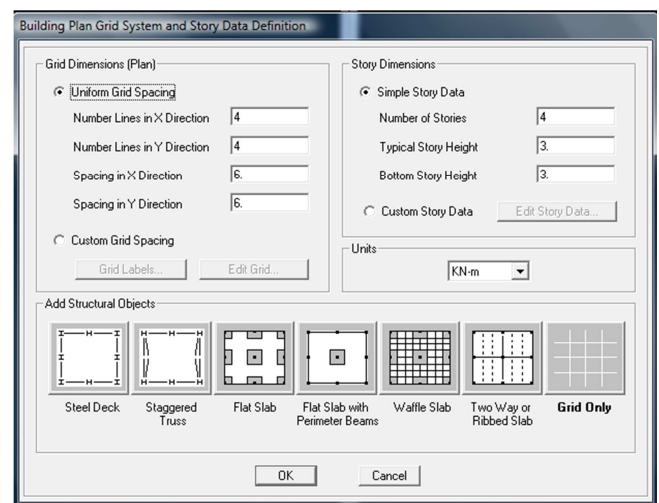 Building Plan Grid System and Story Data Definition
Grid Dimensions (Plan)
Uniform Grid Spacing
Number Lines in X Direction 4
Number Lines in Y Direction 4
Spacing in X Direction 6.
Spacing in Y Direction 6.
Custom Grid Spacing
Grid Labels... Edit Grid...
Story Dimensions
Simple Story Data
Number of Stories 4
Typical Story Height 3.
Bottom Story Height 3.
Custom Story Data Edit Story Data...
Units
KN-m
Add Structural Objects
Steel Deck
Staggered
Truss
Flat Slab
Flat Slab with
Perimeter Beams
Waffle Slab
Two Way or
Ribbed Slab
Grid Only
OK Cancel